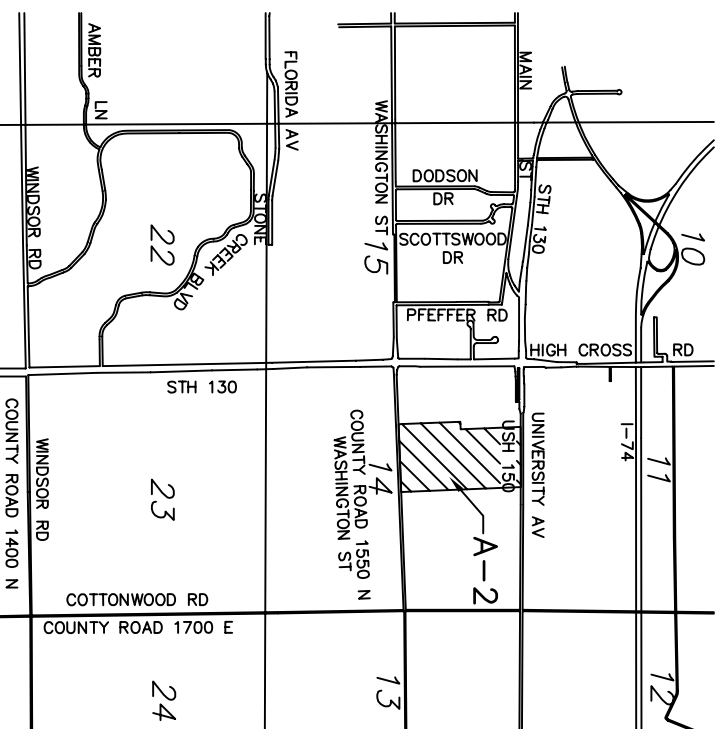 AMBER
LN
FLORIDA AV
WASHINGTON ST
MAIN
ST
STH 130
DODSON
DR
SCOTTSWOOD
DR
PFEFFER RD
10
15
22
WINDSOR RD
STONE
CREEK BLVD
HIGH CROSS
RD
STH 130
I-74
11
UNIVERSITY AV
USH 150
A-2
14
COUNTY ROAD 1550 N
WASHINGTON ST
23
WINDSOR RD
COUNTY ROAD 1400 N
COTTONWOOD RD
COUNTY ROAD 1700 E
12
13
24